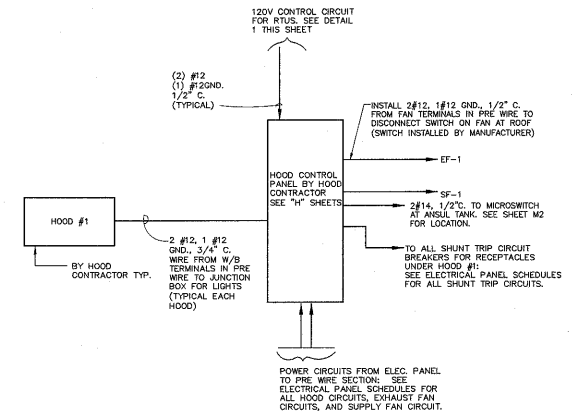 120V CONTROL CIRCUIT
FOR RTUS. SEE DETAIL
1 THIS SHEET
(2) #12
(1) #12GND.
1/2" C.
(TYPICAL)
INSTALL 2#12, 1#12 GND., 1/2" C.
FROM FAN TERMINALS IN PRE WIRE TO
DISCONNECT SWITCH ON FAN AT ROOF
(SWITCH INSTALLED BY MANUFACTURER)
EF-1
HOOD CONTROL
PANEL BY HOOD
CONTRACTOR
SEE "H" SHEETS
SF-1
2#14, 1/2"C. TO MICROSWITCH
AT ANSUL TANK. SEE SHEET M2
FOR LOCATION.
HOOD #1
2 #12, 1 #12
GND., 3/4" C.
WIRE FROM W/B
TERMINALS IN PRE
WIRE TO JUNCTION
BOX FOR LIGHTS
(TYPICAL EACH
HOOD)
BY HOOD
CONTRACTOR TYP.
TO ALL SHUNT TRIP CIRCUIT
BREAKERS FOR RECEPTACLES
UNDER HOOD #1:
SEE ELECTRICAL PANEL SCHEDULES
FOR ALL SHUNT TRIP CIRCUITS.
POWER CIRCUITS FROM ELEC. PANEL
TO PRE WIRE SECTION: SEE
ELECTRICAL PANEL SCHEDULES FOR
ALL HOOD CIRCUITS, EXHAUST FAN
CIRCUITS, AND SUPPLY FAN CIRCUIT.